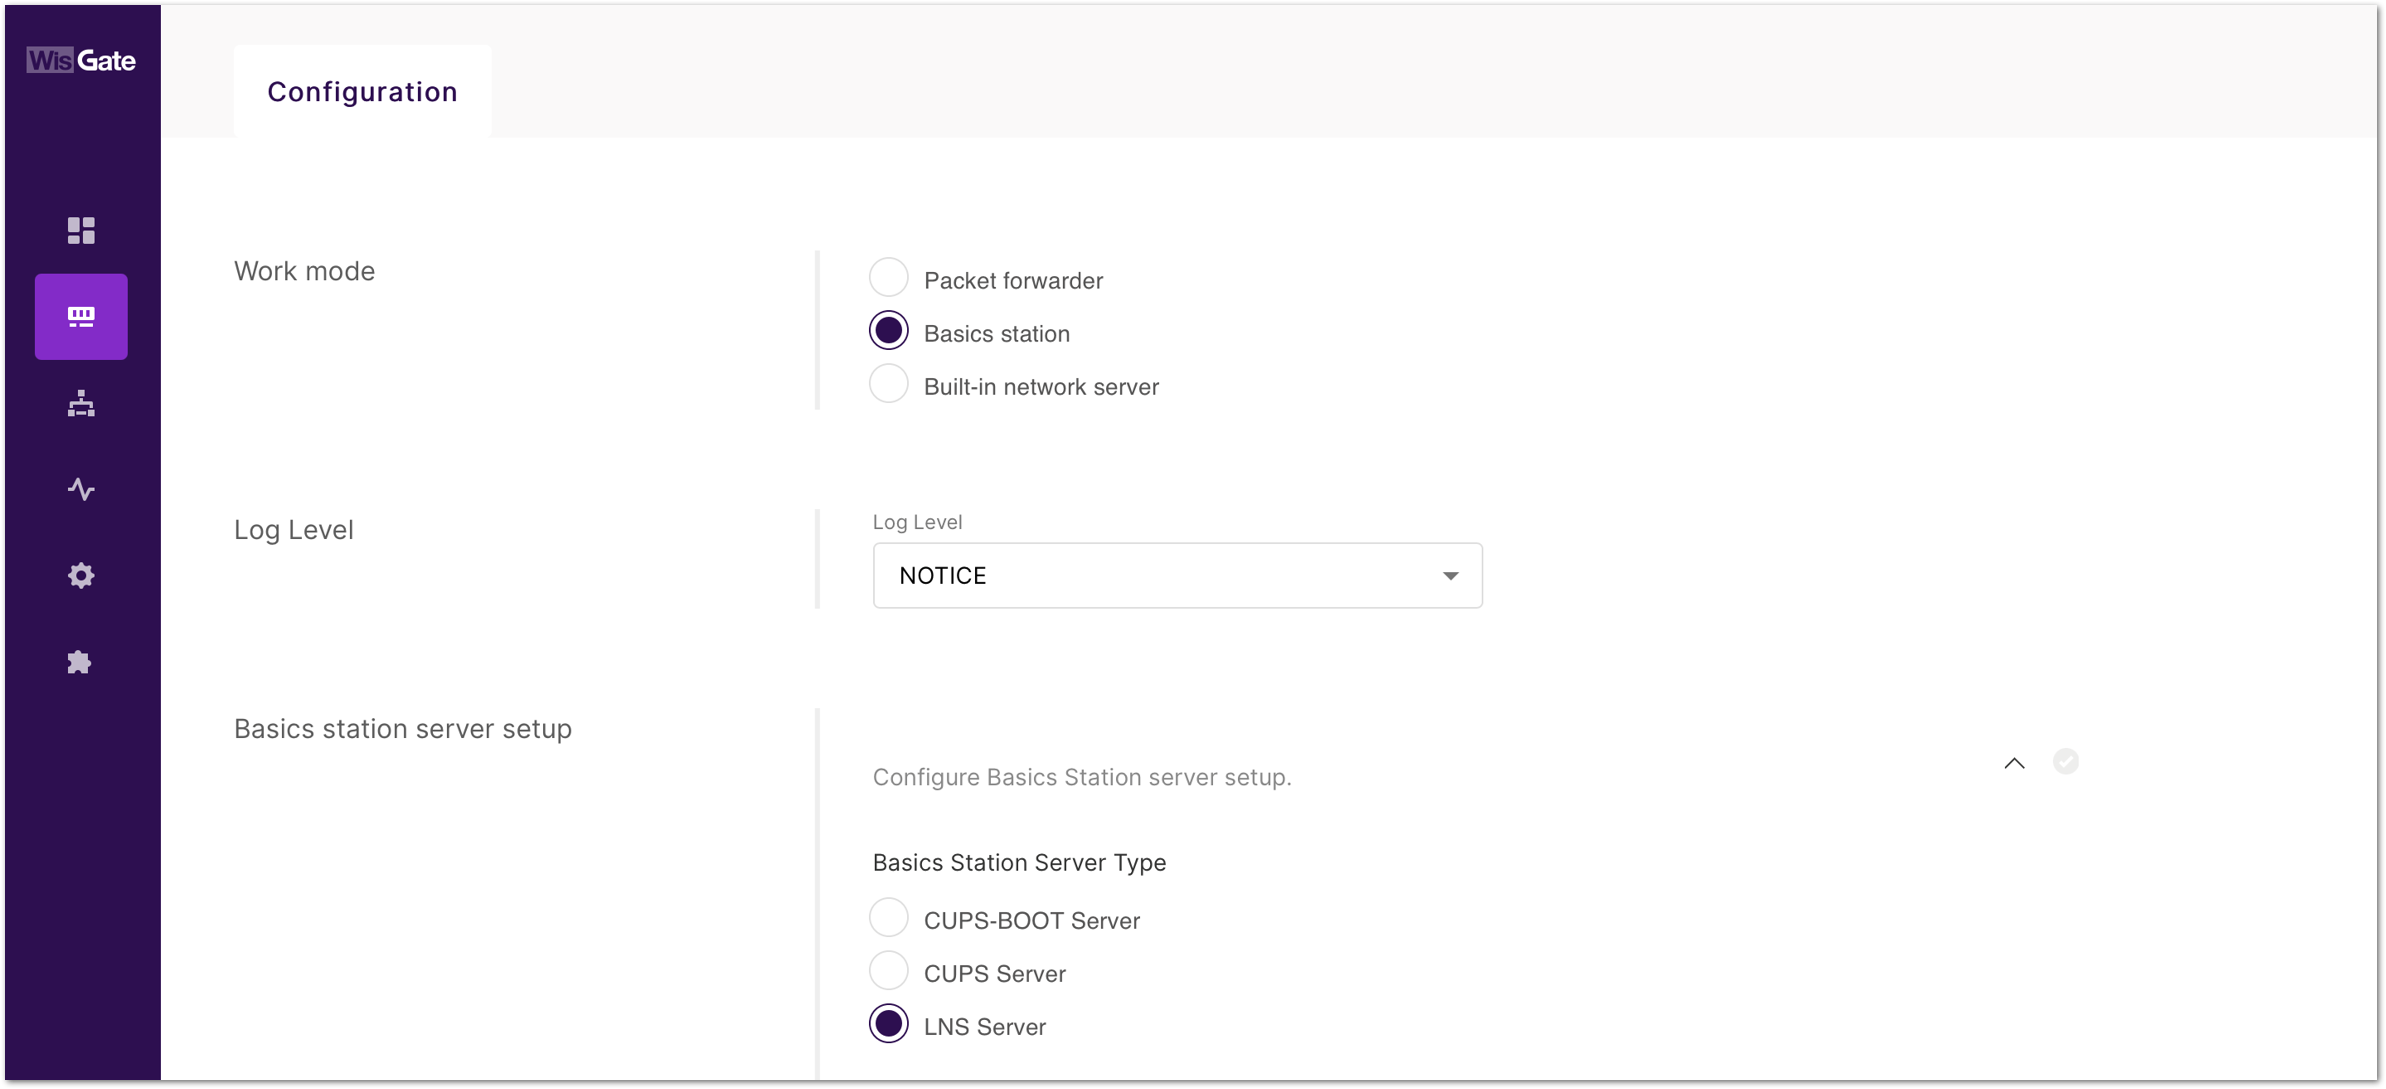 WisGate
Configuration
Work mode
Packet forwarder
Basics station
Built-in network server
Log Level
Log Level
NOTICE
Basics station server setup
Configure Basics Station server setup.
Basics Station Server Type
CUPS-BOOT Server
CUPS Server
LNS Server